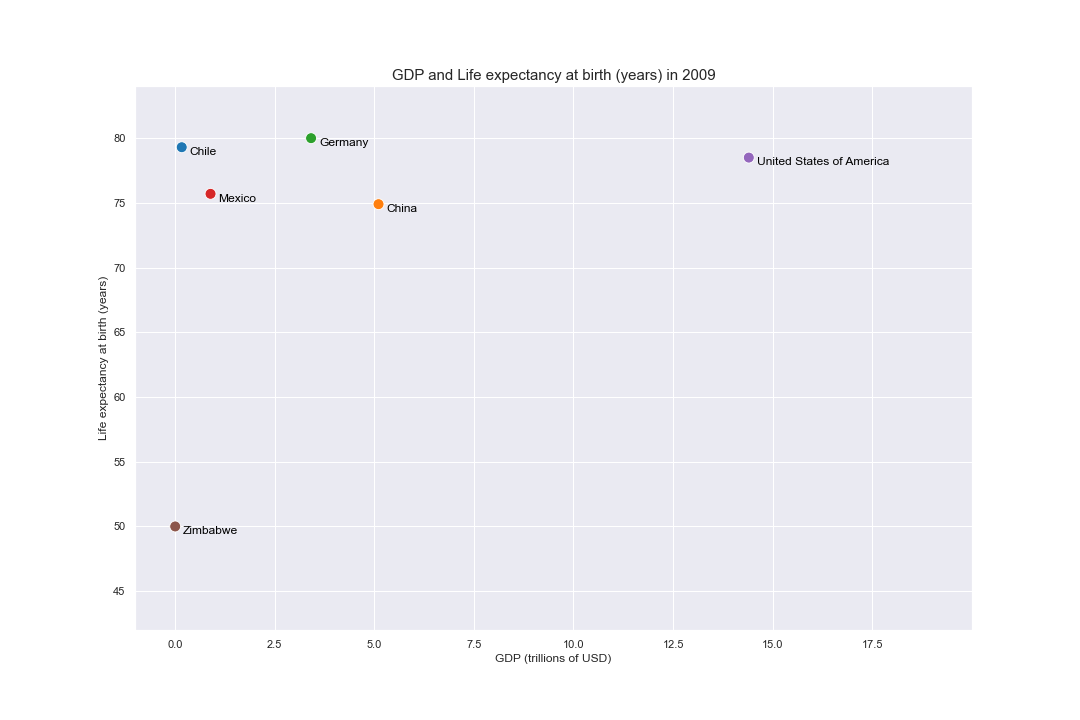 GDP and Life expectancy at birth (years) in 2009
80
75
70
65
60
55
50
45
Life expectancy at birth (years)
Chile
Germany
United States of America
Mexico
China
Zimbabwe
0.0 2.5 5.0 7.5 10.0 12.5 15.0 17.5
GDP (trillions of USD)